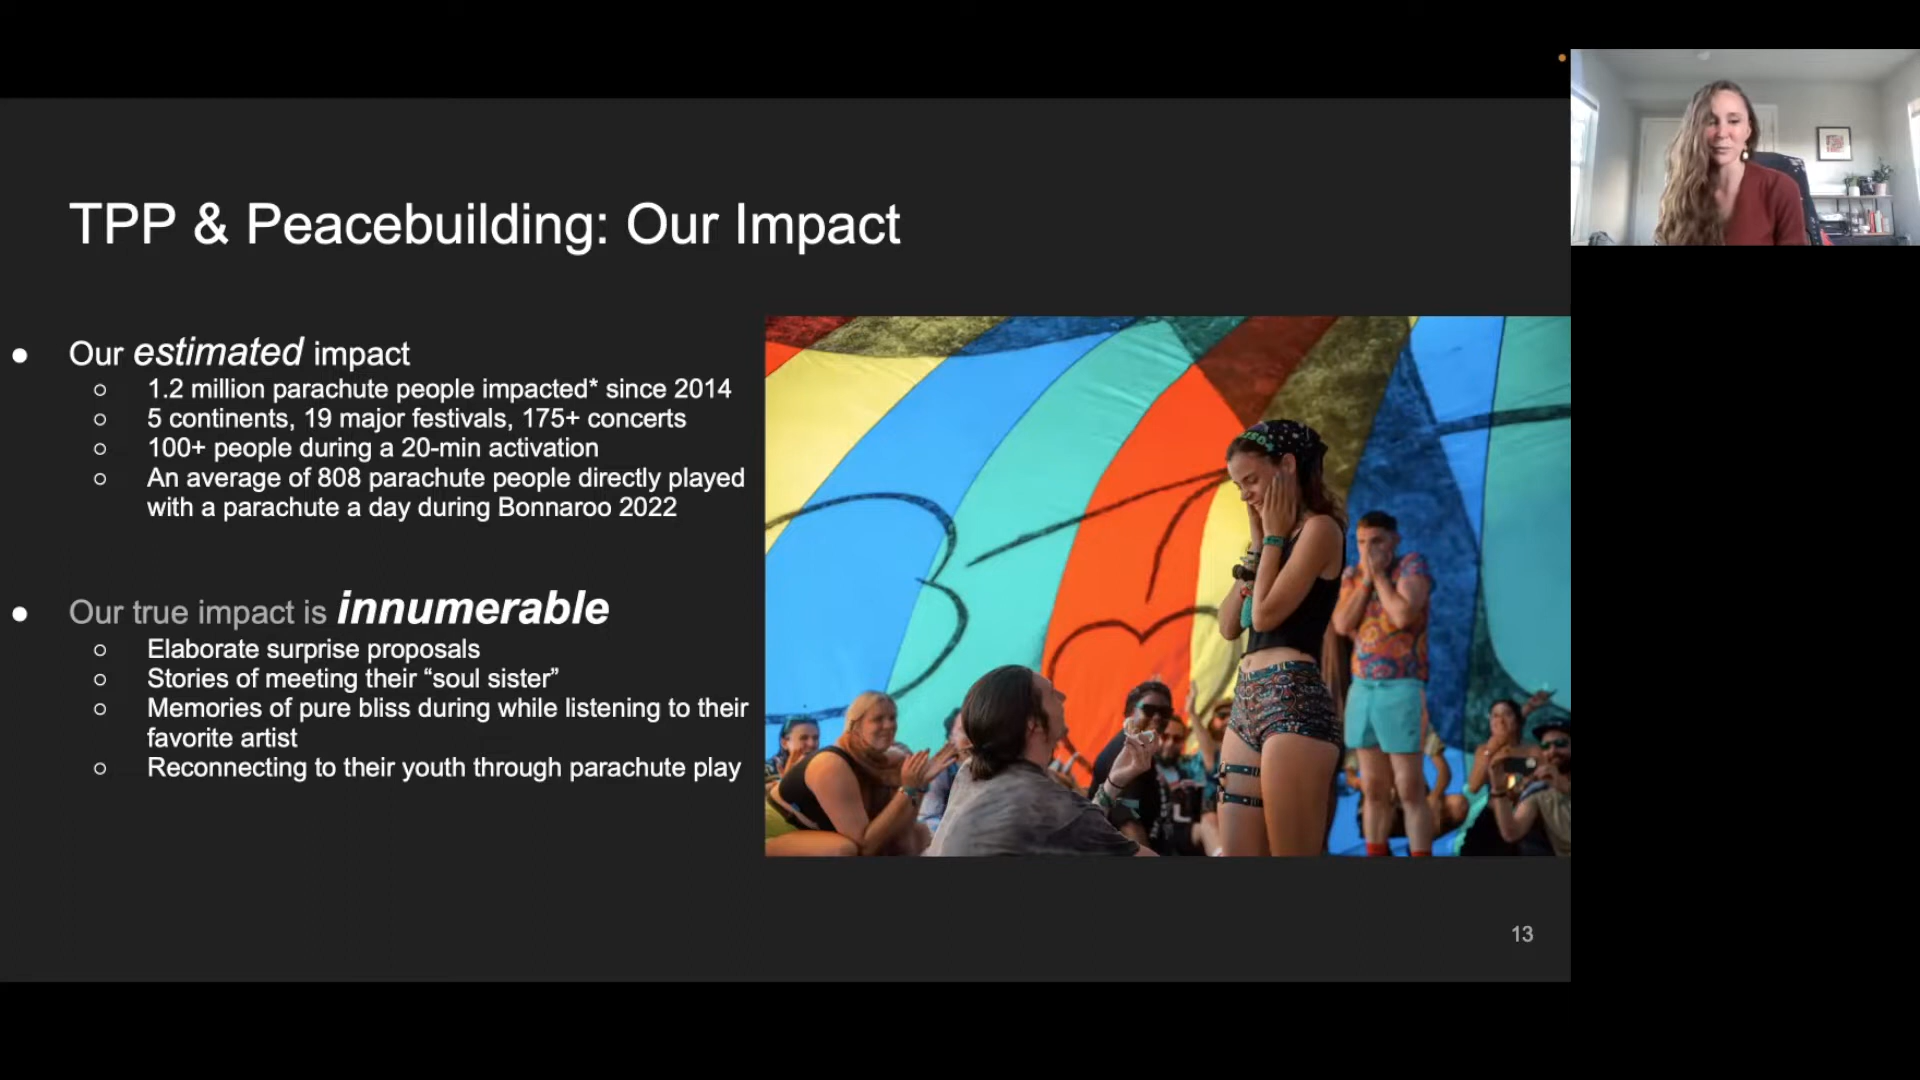 TPP & Peacebuilding: Our Impact
● Our estimated impact
○ 1.2 million parachute people impacted* since 2014
○ 5 continents, 19 major festivals, 175+ concerts
○ 100+ people during a 20-min activation
○ An average of 808 parachute people directly played
with a parachute a day during Bonnaroo 2022
● Our true impact is innumerable
○ Elaborate surprise proposals
○ Stories of meeting their “soul sister”
○ Memories of pure bliss during while listening to their
favorite artist
○ Reconnecting to their youth through parachute play
13